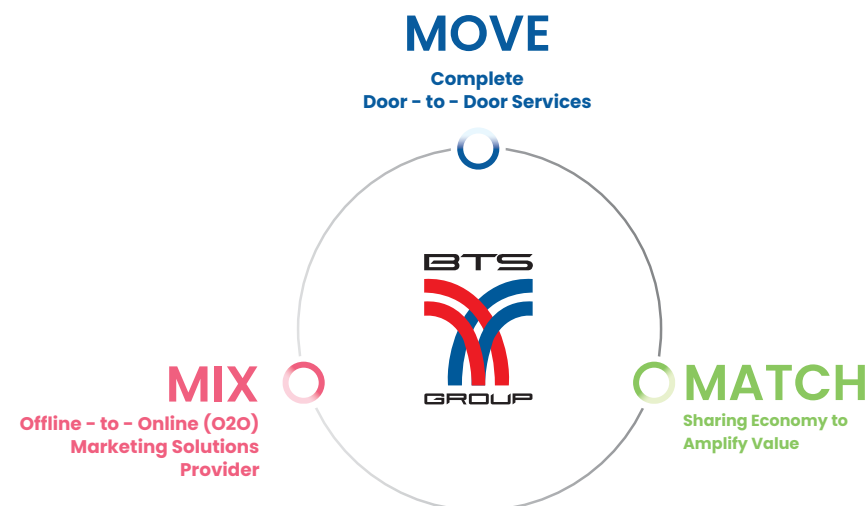 MOVE
Complete
Door - to - Door Services
BTS
GROUP
MIX
Offline - to - Online (O2O)
Marketing Solutions
Provider
MATCH
Sharing Economy to
Amplify Value